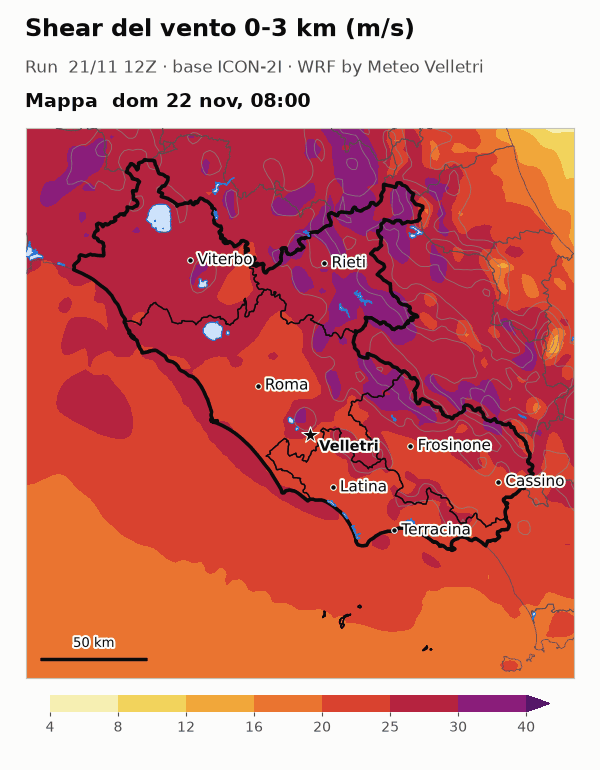 Shear del vento 0-3 km (m/s)
Run 21/11 12Z · base ICON-2I · WRF by Meteo Velletri
Mappa dom 22 nov, 08:00
Viterbo
Rieti
Roma
Velletri
Frosinone
Latina
Cassino
Terracina
50 km
4 8 12 16 20 25 30 40